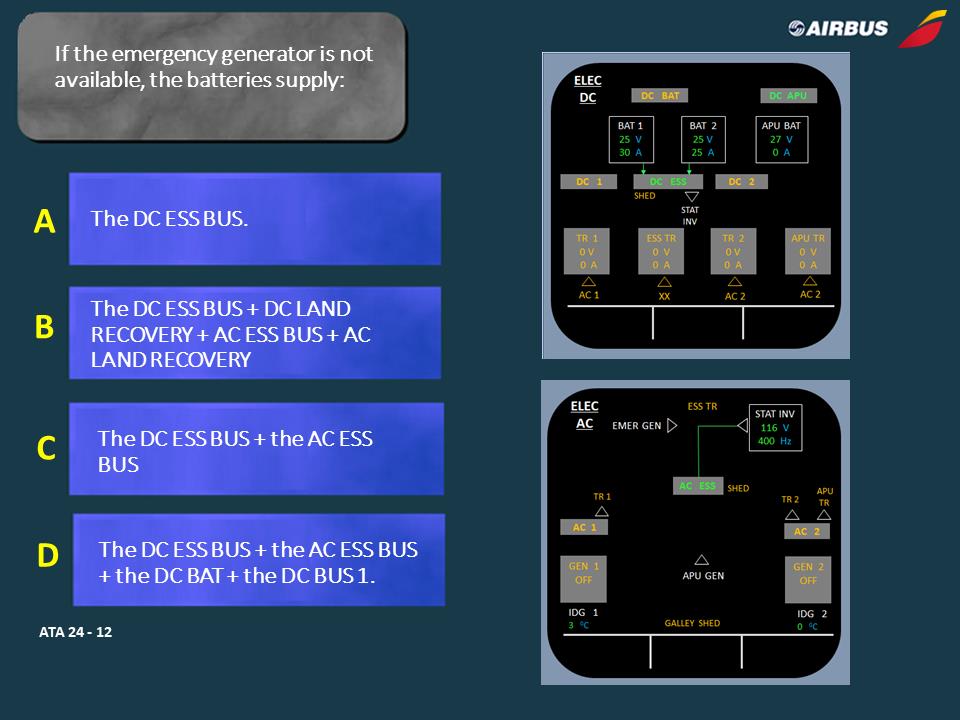 If the emergency generator is not
available, the batteries supply:
AIRBUS
A
The DC ESS BUS.
B
The DC ESS BUS + DC LAND
RECOVERY + AC ESS BUS + AC
LAND RECOVERY
C
The DC ESS BUS + the AC ESS
BUS
D
The DC ESS BUS + the AC ESS BUS
+ the DC BAT + the DC BUS 1.
ATA 24 - 12
ELEC
DC
DC BAT
DC APU
BAT 1
25 V
30 A
BAT 2
25 V
25 A
APU BAT
27 V
0 A
DC 1
DC ESS
DC 2
SHED
STAT
INV
TR 1
0 V
0 A
ESS TR
0 V
0 A
TR 2
0 V
0 A
APU TR
0 V
0 A
AC 1
XX
AC 2
AC 2
ELEC
AC
ESS TR
EMER GEN
STAT INV
116 V
400 Hz
AC ESS
SHED
TR 1
TR 2
APU
TR
AC 1
AC 2
GEN 1
OFF
APU GEN
GEN 2
OFF
IDG 1
3 ºC
GALLEY SHED
IDG 2
0 ºC